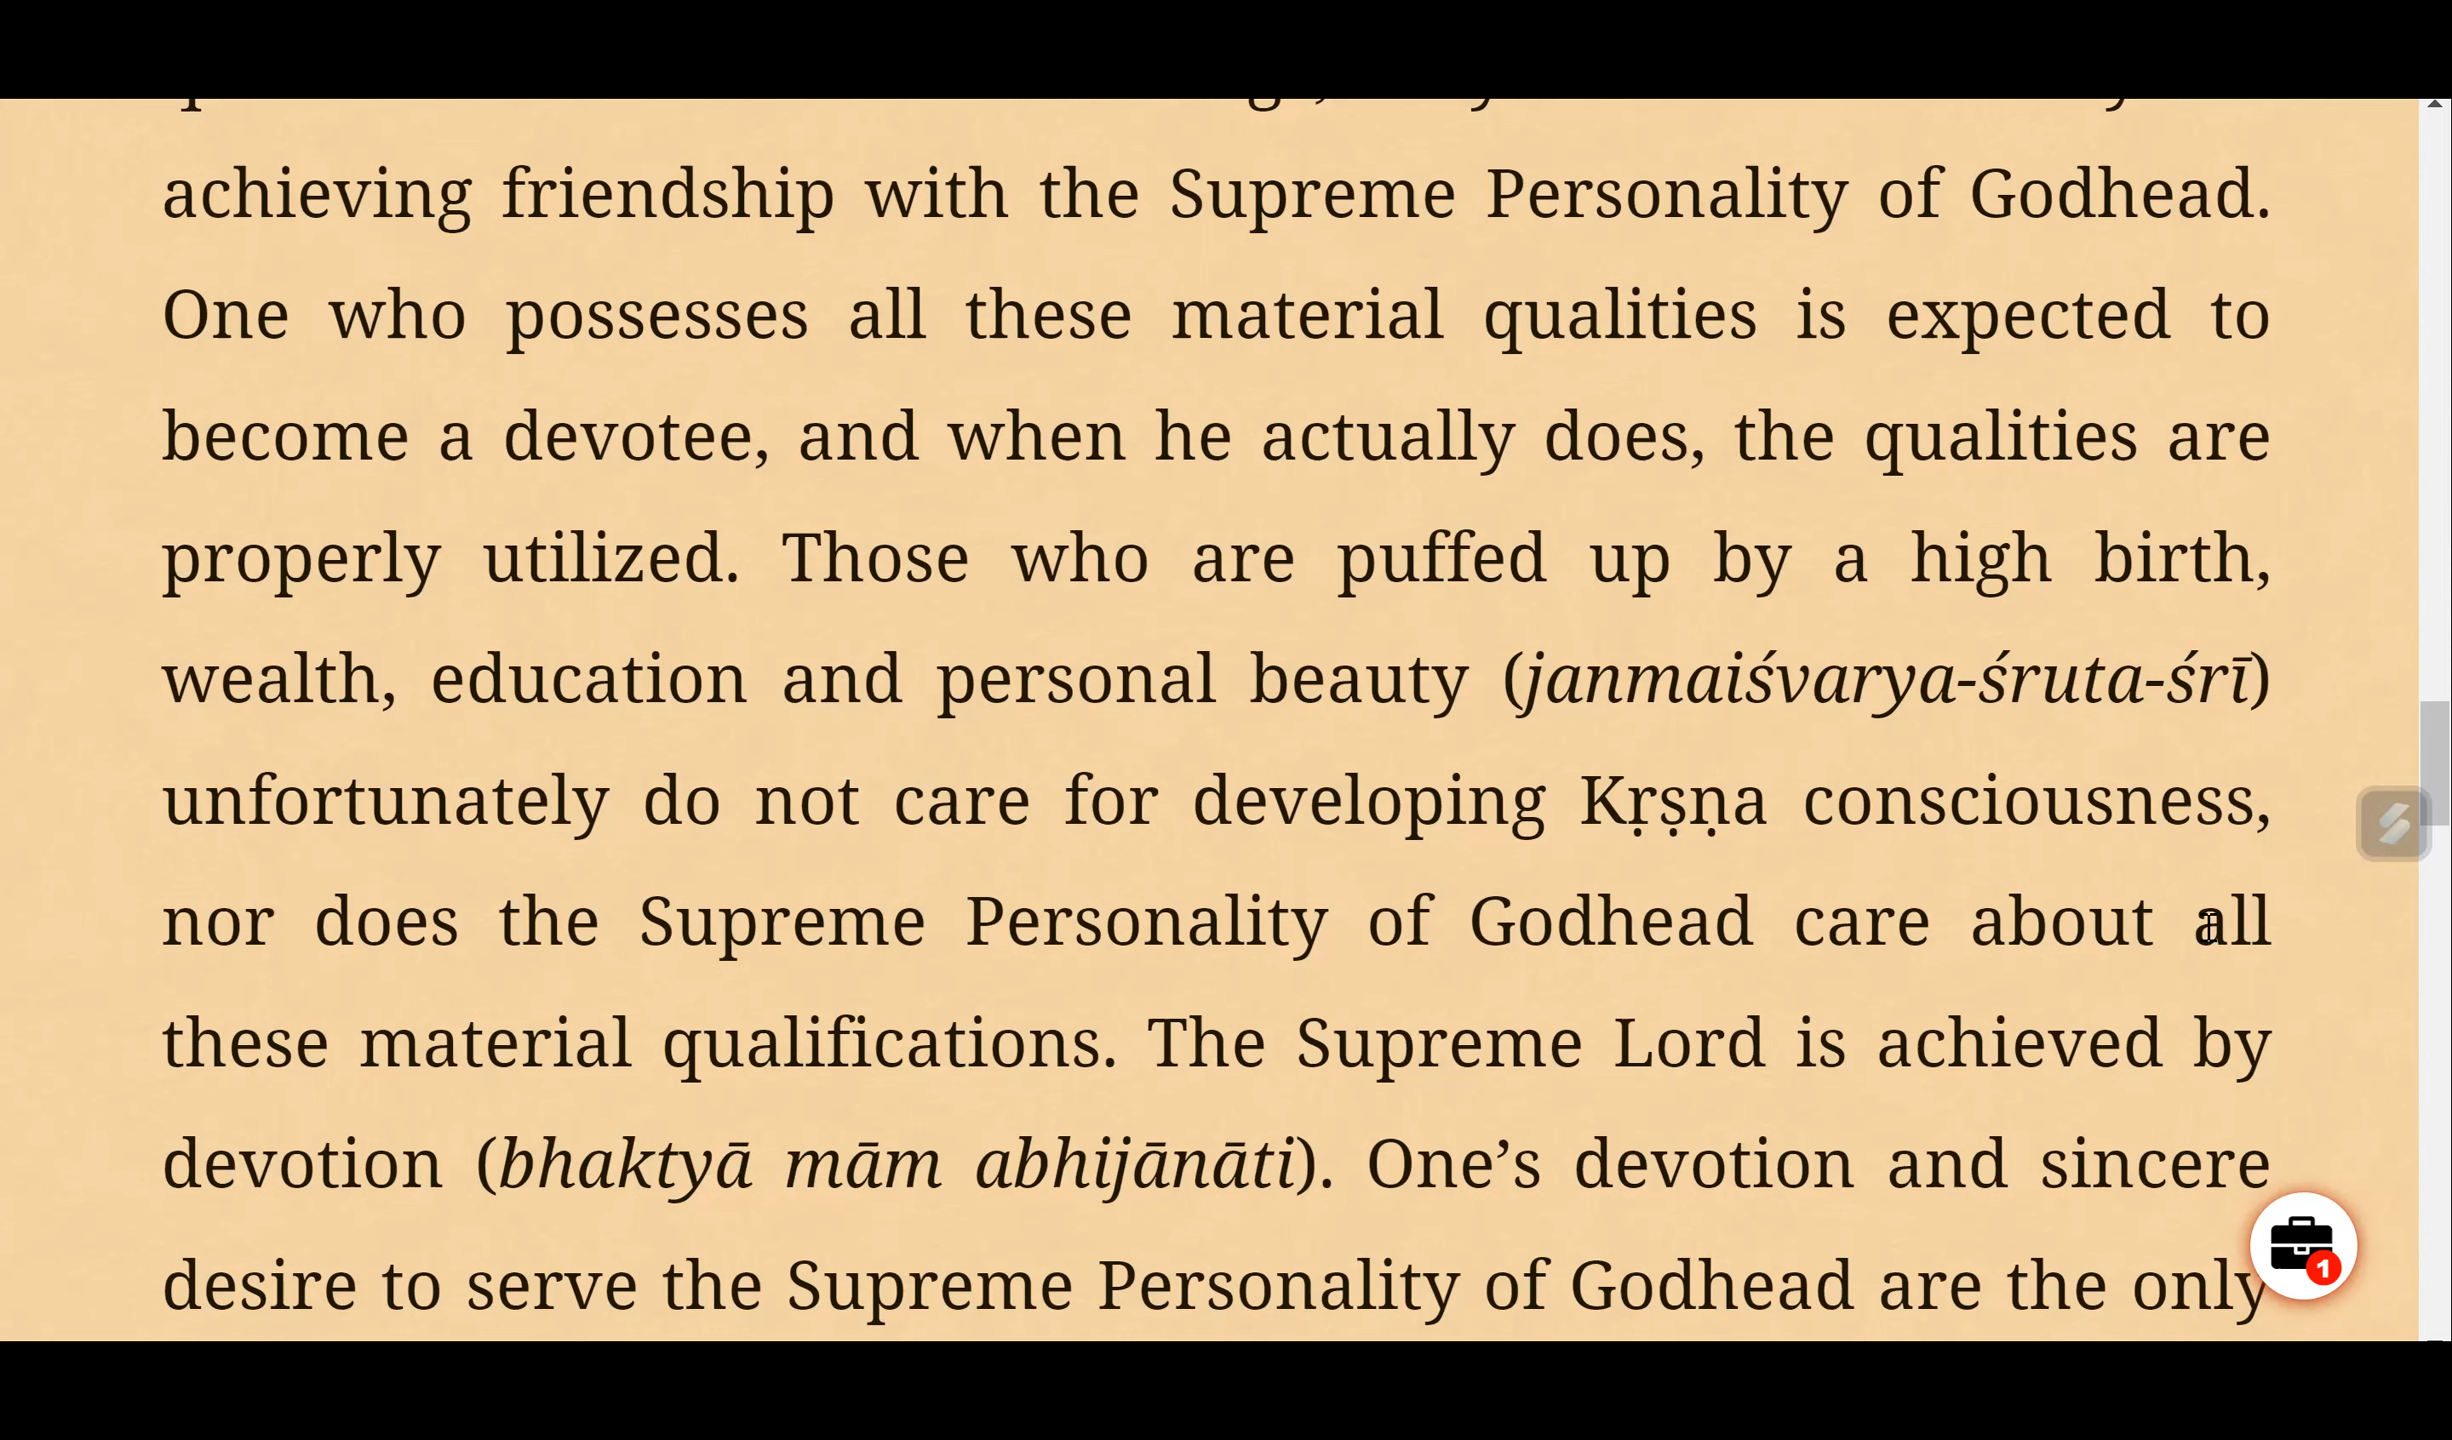 achieving friendship with the Supreme Personality of Godhead.
One who possesses all these material qualities is expected to
become a devotee, and when he actually does, the qualities are
properly utilized. Those who are puffed up by a high birth,
wealth, education and personal beauty (janmaiśvarya-śruta-śrī)
unfortunately do not care for developing Kṛṣṇa consciousness,
nor does the Supreme Personality of Godhead care about all
these material qualifications. The Supreme Lord is achieved by
devotion (bhaktyā mām abhijānāti). One’s devotion and sincere
desire to serve the Supreme Personality of Godhead are the only
1